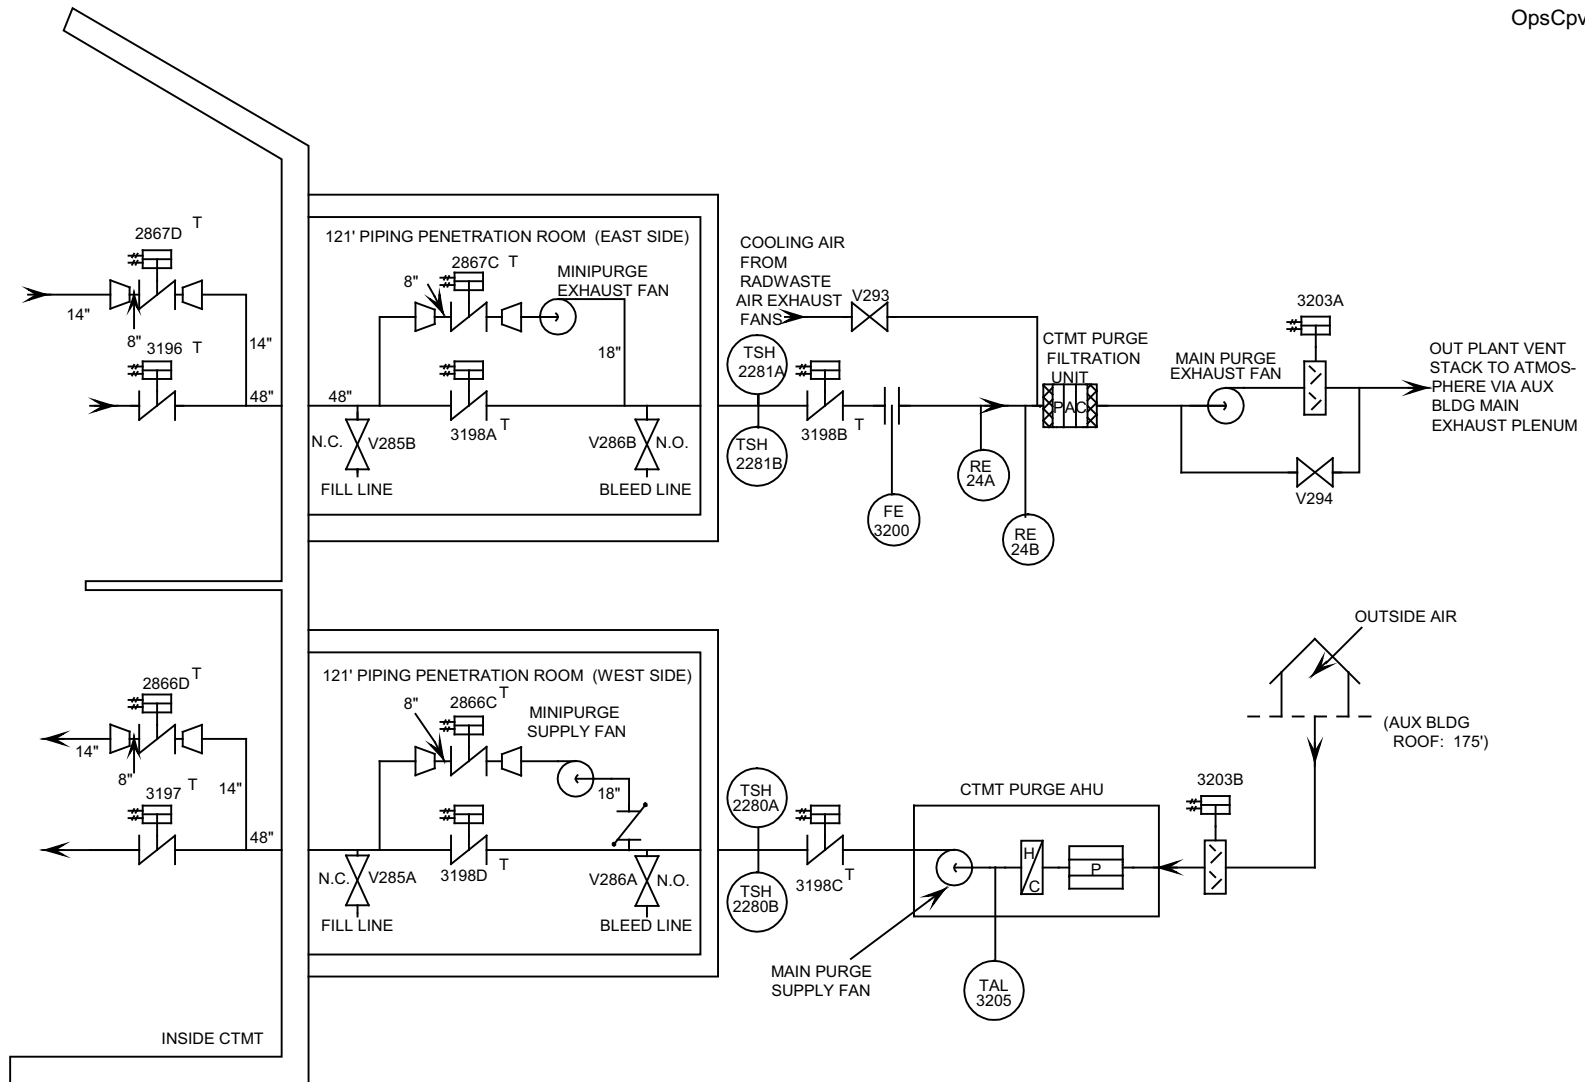 OpsCpv
2867D T
14"
8"
14"
3196 T
48"
121' PIPING PENETRATION ROOM (EAST SIDE)
2867C T
8"
MINIPURGE
EXHAUST FAN
18"
48"
N.C. V285B
FILL LINE
3198A T
V286B N.O.
BLEED LINE
COOLING AIR
FROM
RADWASTE
AIR EXHAUST
FANS
V293
TSH
2281A
TSH
2281B
3198B T
FE
3200
RE
24A
RE
24B
CTMT PURGE
FILTRATION
UNIT
P A C
MAIN PURGE
EXHAUST FAN
3203A
V294
OUT PLANT VENT
STACK TO ATMOS-
PHERE VIA AUX
BLDG MAIN
EXHAUST PLENUM
2866D T
14"
8"
14"
3197 T
48"
121' PIPING PENETRATION ROOM (WEST SIDE)
2866C T
8"
MINIPURGE
SUPPLY FAN
18"
N.C. V285A
FILL LINE
3198D T
V286A N.O.
BLEED LINE
TSH
2280A
TSH
2280B
3198C T
CTMT PURGE AHU
H
C
P
MAIN PURGE
SUPPLY FAN
TAL
3205
3203B
OUTSIDE AIR
(AUX BLDG
ROOF: 175')
INSIDE CTMT